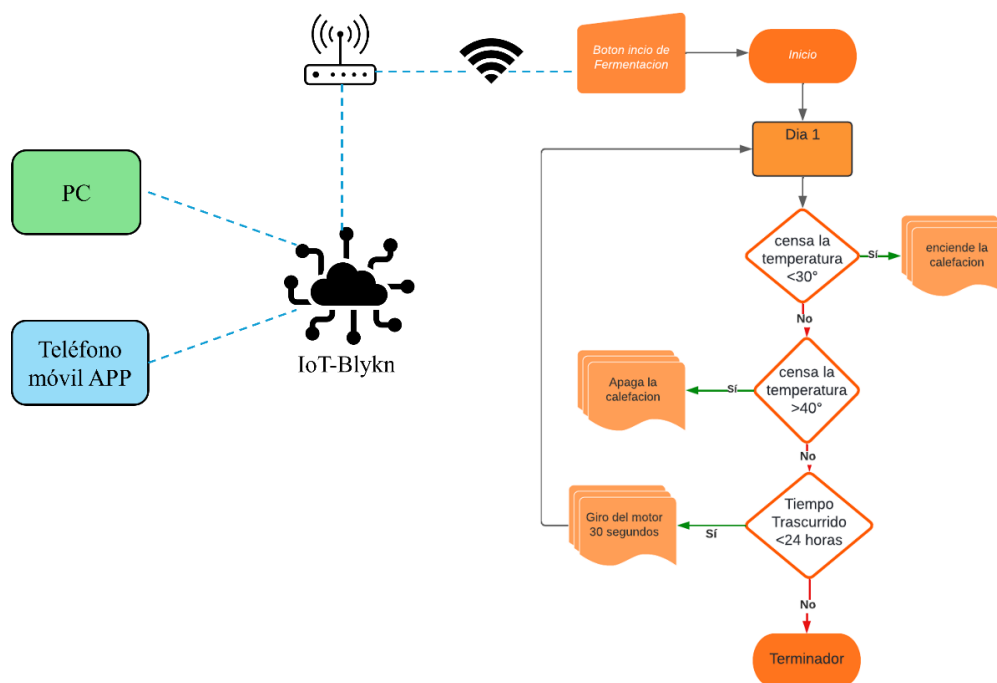 Boton incio de
Fermentacion
Inicio
Dia 1
PC
censa la
temperatura
<30°
Sí
enciende la
calefacion
No
Teléfono
móvil APP
IoT-Blykn
censa la
temperatura
>40°
Sí
Apaga la
calefacion
No
Tiempo
Trascurrido
<24 horas
Sí
Giro del motor
30 segundos
No
Terminador